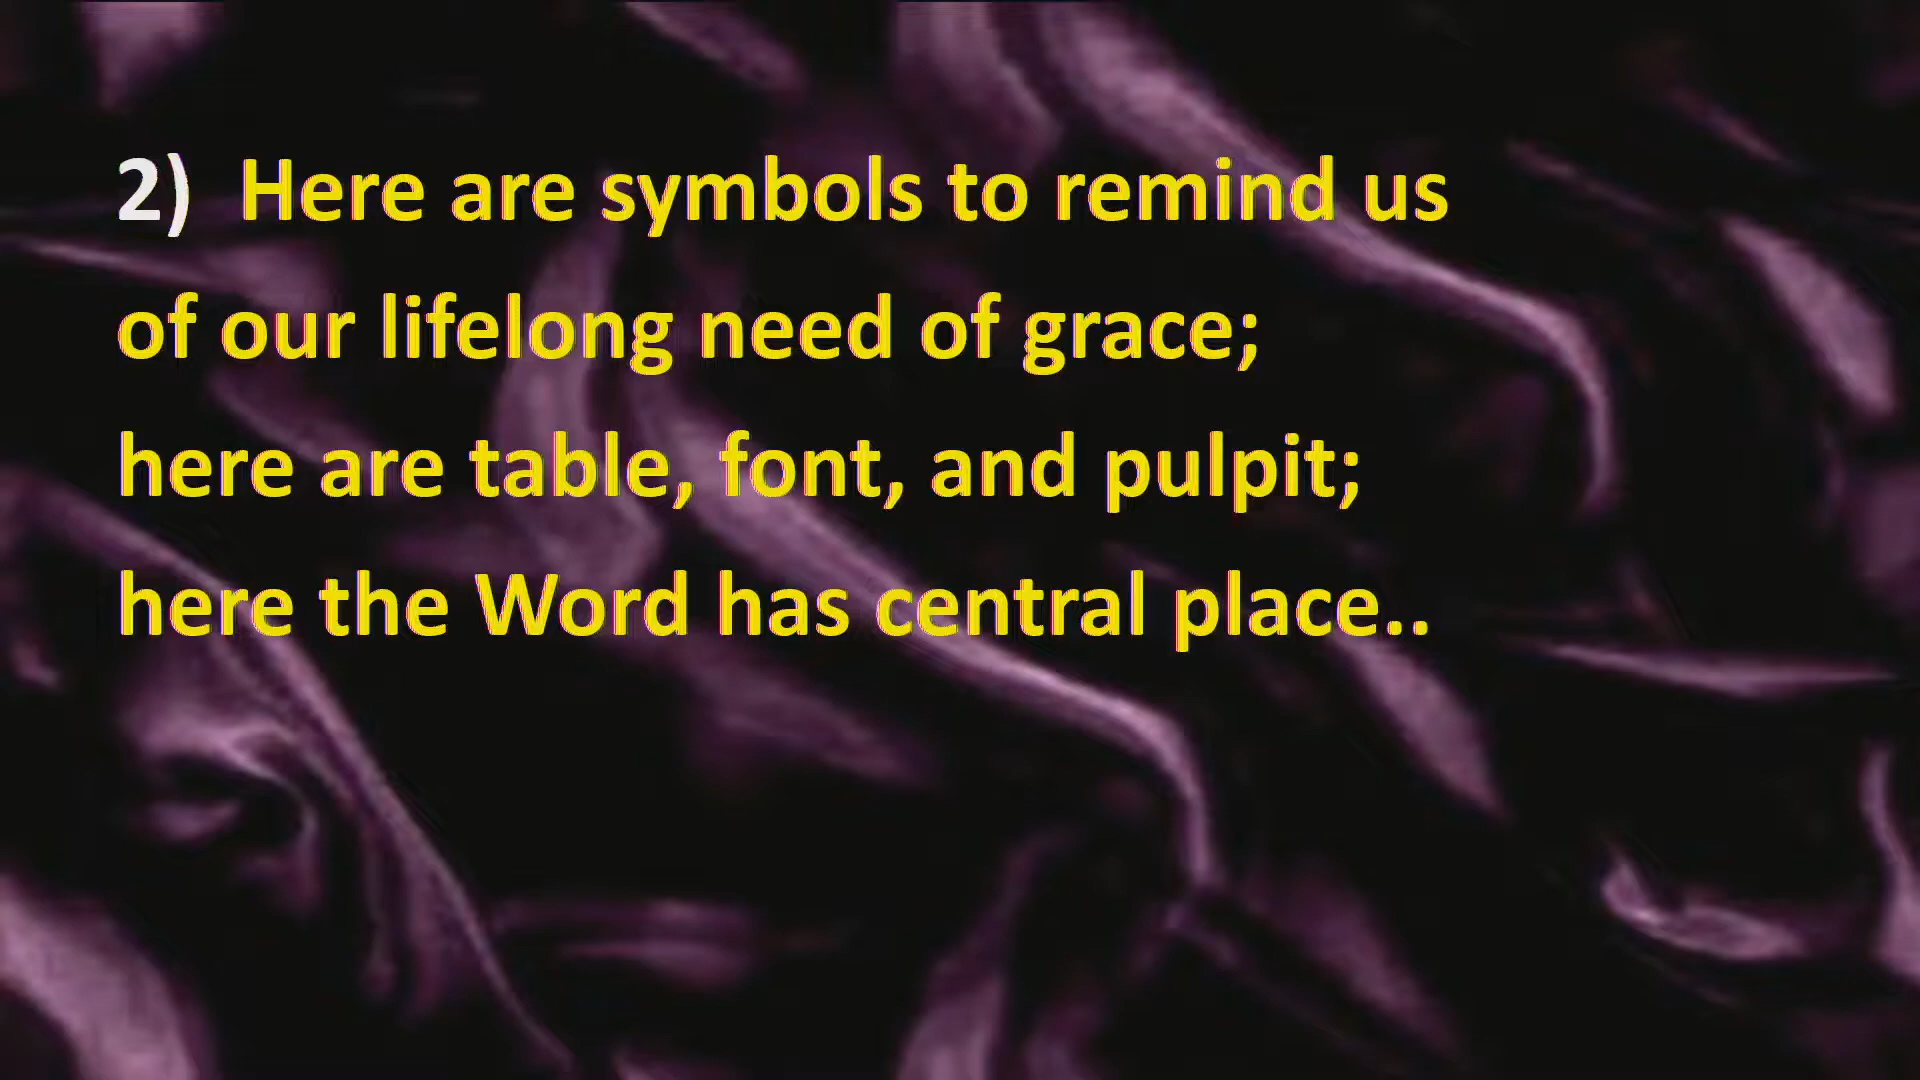 2) Here are symbols to remind us
of our lifelong need of grace;
here are table, font, and pulpit;
here the Word has central place..